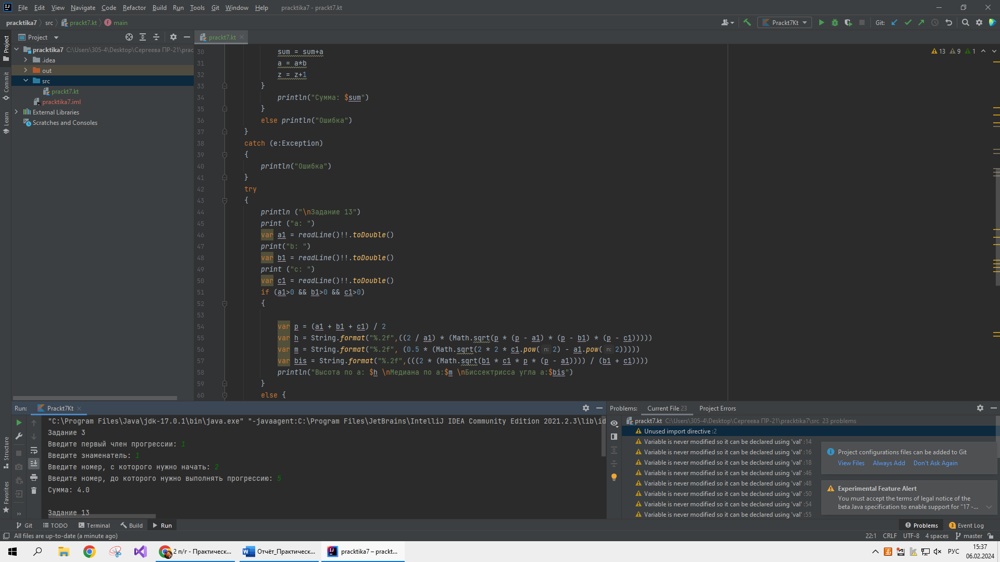 File Edit View Navigate Code Refactor Build Run Tools Git Window Help pracktika7 - prackt7.kt
pracktika7 src prackt7.kt main
Prackt7Kt
Git:
Project
prackt7.kt
pracktika7 C:\Users\305-4\Desktop\Сергеева ПР-21\prac
.idea
out
src
prackt7.kt
pracktika7.iml
External Libraries
Scratches and Consoles
Project
Commit
Learn
Structure
Favorites
13 9 1
30 sum = sum+a
31 a = a*b
32 z = z+1
33 }
34 println("Сумма: $sum")
35 }
36 else println("Ошибка")
37 }
38 catch (e:Exception)
39 {
40 println("Ошибка")
41 }
42 try
43 {
44 println ("\nЗадание 13")
45 print ("a: ")
46 var a1 = readLine()!!.toDouble()
47 print("b: ")
48 var b1 = readLine()!!.toDouble()
49 print ("c: ")
50 var c1 = readLine()!!.toDouble()
51 if (a1>0 && b1>0 && c1>0)
52 {
53
54 var p = (a1 + b1 + c1) / 2
55 var h = String.format("%.2f",((2 / a1) * (Math.sqrt(p * (p - a1) * (p - b1) * (p - c1)))))
56 var m = String.format("%.2f", (0.5 * (Math.sqrt(2 * 2 * c1.pow( n: 2) - a1.pow( n: 2)))))
57 var bis = String.format("%.2f",(((2 * (Math.sqrt(b1 * c1 * p * (p - a1)))) / (b1 + c1))))
58 println("Высота по a: $h \nМедиана по a:$m \nБиссектрисса угла a:$bis")
59 }
60 else {
Run: Prackt7Kt
"C:\Program Files\Java\jdk-17.0.1\bin\java.exe" "-javaagent:C:\Program Files\JetBrains\IntelliJ IDEA Community Edition 2021.2.3\lib\id
Задание 3
Введите первый член прогрессии: 1
Введите знаменатель: 1
Введите номер, с которого нужно начать: 2
Введите номер, до которого нужно выполнять прогрессию: 5
Сумма: 4.0
Задание 13
Problems: Current File 23 Project Errors
prackt7.kt C:\Users\305-4\Desktop\Сергеева ПР-21\pracktika7\src 23 problems
Unused import directive :2
Variable is never modified so it can be declared using 'val' :14
Variable is never modified so it can be declared using 'val' :16
Variable is never modified so it can be declared using 'val' :18
Variable is never modified so it can be declared using 'val' :46
Variable is never modified so it can be declared using 'val' :48
Variable is never modified so it can be declared using 'val' :50
Variable is never modified so it can be declared using 'val' :54
Variable is never modified so it can be declared using 'val' :55
Project configurations files can be added to Git
View Files Always Add Don't Ask Again
Experimental Feature Alert
You must accept the terms of legal notice of the
beta Java specification to enable support for "17 -...
Git TODO Terminal Build Run Problems 3 Event Log
All files are up-to-date (a minute ago) 22:1 CRLF UTF-8 4 spaces master
2 п/г - Практическ... Отчёт_Практическ... pracktika7 – prackt...
РУС
15:37
06.02.2024